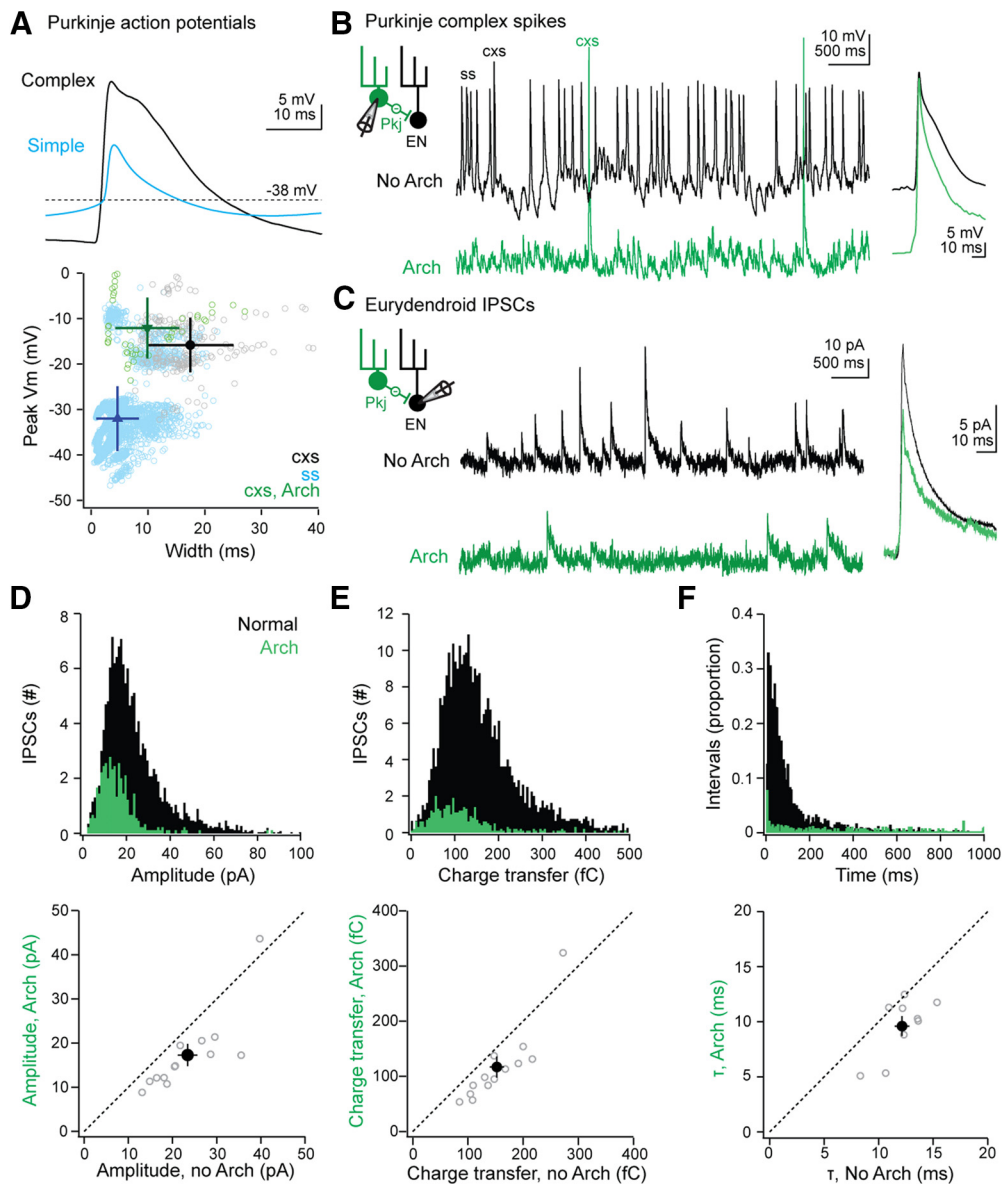 A Purkinje action potentials
Complex
5 mV
10 ms
Simple
-38 mV
0
-10
-20
-30
-40
-50
Peak Vm (mV)
cxs
ss
cxs, Arch
0 10 20 30 40
Width (ms)
B Purkinje complex spikes
10 mV
500 ms
cxs
cxs
ss
Pkj
EN
No Arch
Arch
5 mV
10 ms
C Eurydendroid IPSCs
10 pA
500 ms
Pkj
EN
No Arch
Arch
5 pA
10 ms
D
8
6
4
2
0
IPSCs (#)
Normal
Arch
0 20 40 60 80 100
Amplitude (pA)
E
12
10
8
6
4
2
0
IPSCs (#)
0 100 200 300 400 500
Charge transfer (fC)
F
0.4
0.3
0.2
0.1
0
Intervals (proportion)
0 200 400 600 800 1000
Time (ms)
50
40
30
20
10
0
Amplitude, Arch (pA)
0 10 20 30 40 50
Amplitude, no Arch (pA)
400
300
200
100
0
Charge transfer, Arch (fC)
0 100 200 300 400
Charge transfer, no Arch (fC)
20
15
10
5
0
τ, Arch (ms)
0 5 10 15 20
τ, No Arch (ms)